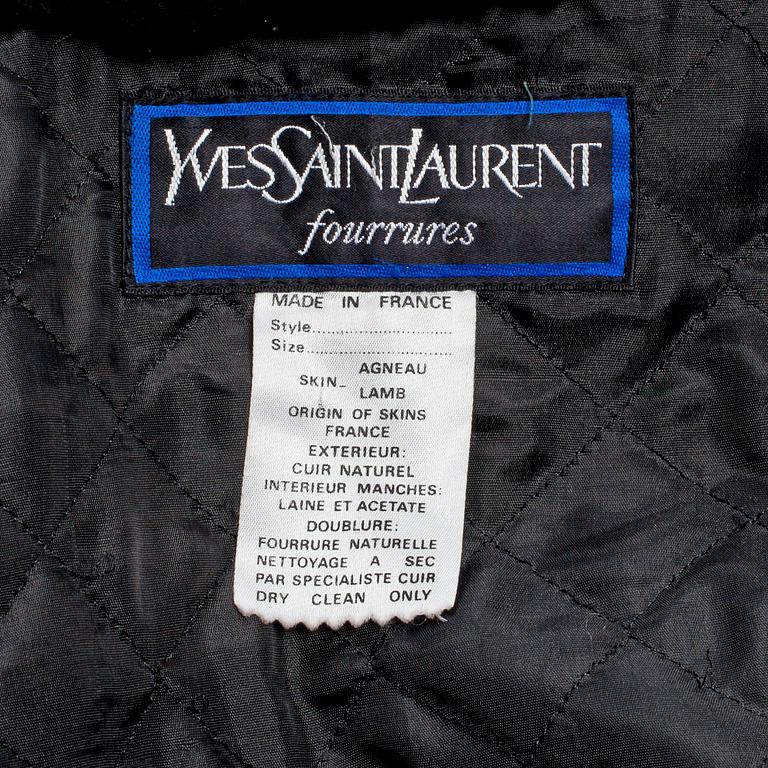 YVESSAINTLAURENT
fourrures
MADE IN FRANCE
Style....................................
Size.....................................
AGNEAU
SKIN_
LAMB
ORIGIN OF SKINS
FRANCE
EXTERIEUR:
CUIR NATUREL
INTERIEUR MANCHES:
LAINE ET ACETATE
DOUBLURE:
FOURRURE NATURELLE
NETTOYAGE A SEC
PAR SPECIALISTE CUIR
DRY CLEAN ONLY